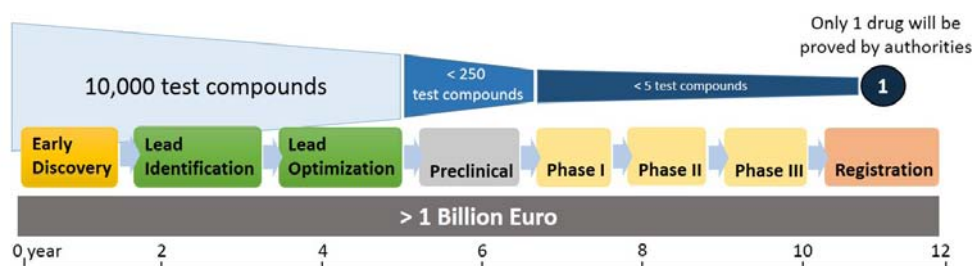 Only 1 drug will be
proved by authorities
10,000 test compounds
< 250
test compounds
< 5 test compounds
1
Early
Discovery
Lead
Identification
Lead
Optimization
Preclinical
Phase I
Phase II
Phase III
Registration
> 1 Billion Euro
0 year
2
4
6
8
10
12